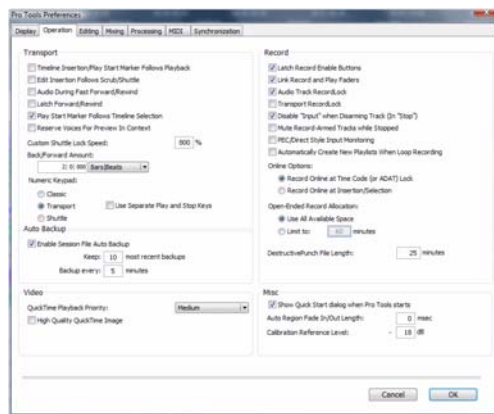 Pro Tools Preferences
Display Operation Editing Mixing Processing MIDI Synchronization
Transport
Timeline Insertion/Play Start Marker Follows Playback
Edit Insertion Follows Scrub/Shuttle
Audio During Fast Forward/Rewind
Latch Forward/Rewind
Play Start Marker Follows Timeline Selection
Reserve Voices For Preview In Context
Custom Shuttle Lock Speed: 800 %
Back/Forward Amount:
2| 0| 000 Bars|Beats
Numeric Keypad:
Classic
Transport Use Separate Play and Stop Keys
Shuttle
Auto Backup
Enable Session File Auto Backup
Keep: 10 most recent backups
Backup every: 5 minutes
Video
QuickTime Playback Priority: Medium
High Quality QuickTime Image
Record
Latch Record Enable Buttons
Link Record and Play Faders
Audio Track RecordLock
Transport RecordLock
Disable "Input" when Disarming Track (In "Stop")
Mute Record-Armed Tracks while Stopped
PEC/Direct Style Input Monitoring
Automatically Create New Playlists When Loop Recording
Online Options:
Record Online at Time Code (or ADAT) Lock
Record Online at Insertion/Selection
Open-Ended Record Allocation:
Use All Available Space
Limit to: 60 minutes
DestructivePunch File Length: 25 minutes
Misc
Show Quick Start dialog when Pro Tools starts
Auto Region Fade In/Out Length: 0 msec
Calibration Reference Level: - 18 dB
Cancel OK